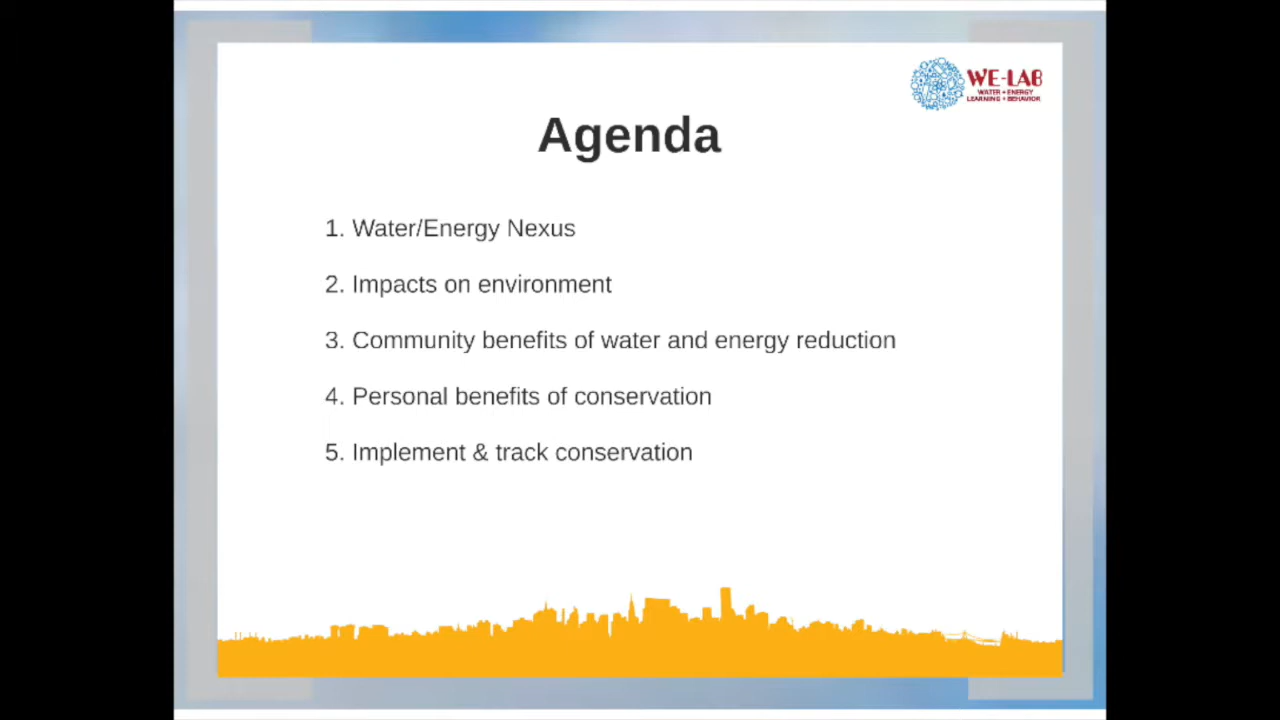 WE-LAB
WATER + ENERGY
LEARNING + BEHAVIOR
Agenda
1. Water/Energy Nexus
2. Impacts on environment
3. Community benefits of water and energy reduction
4. Personal benefits of conservation
5. Implement & track conservation